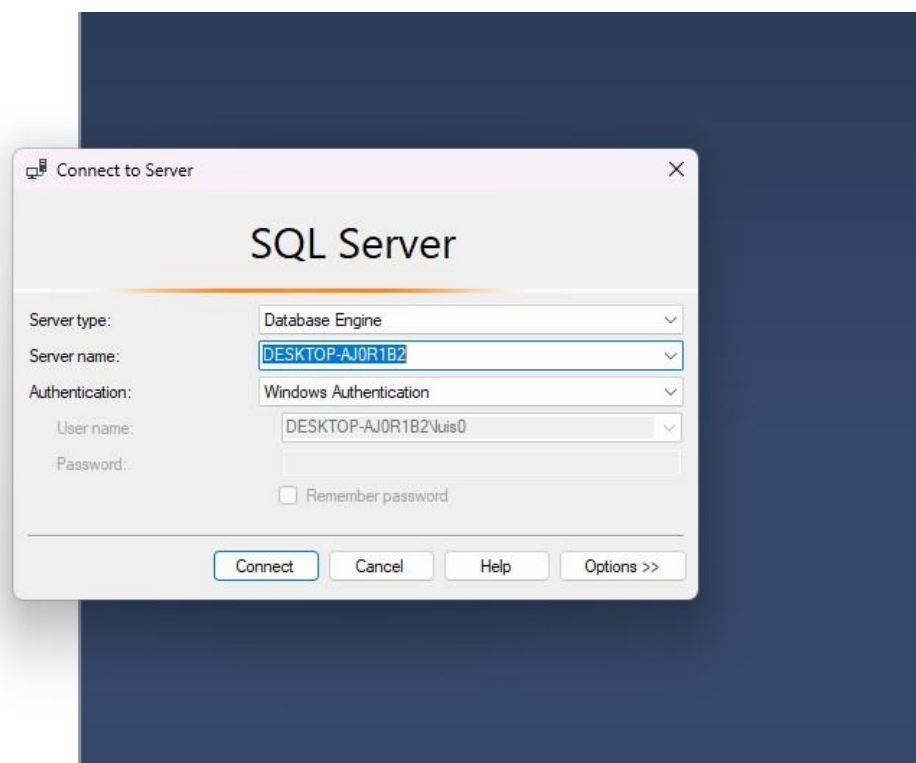 Connect to Server
SQL Server
Server type: Database Engine
Server name: DESKTOP-AJ0R1B2
Authentication: Windows Authentication
User name: DESKTOP-AJ0R1B2\luis0
Password:
Remember password
Connect Cancel Help Options >>